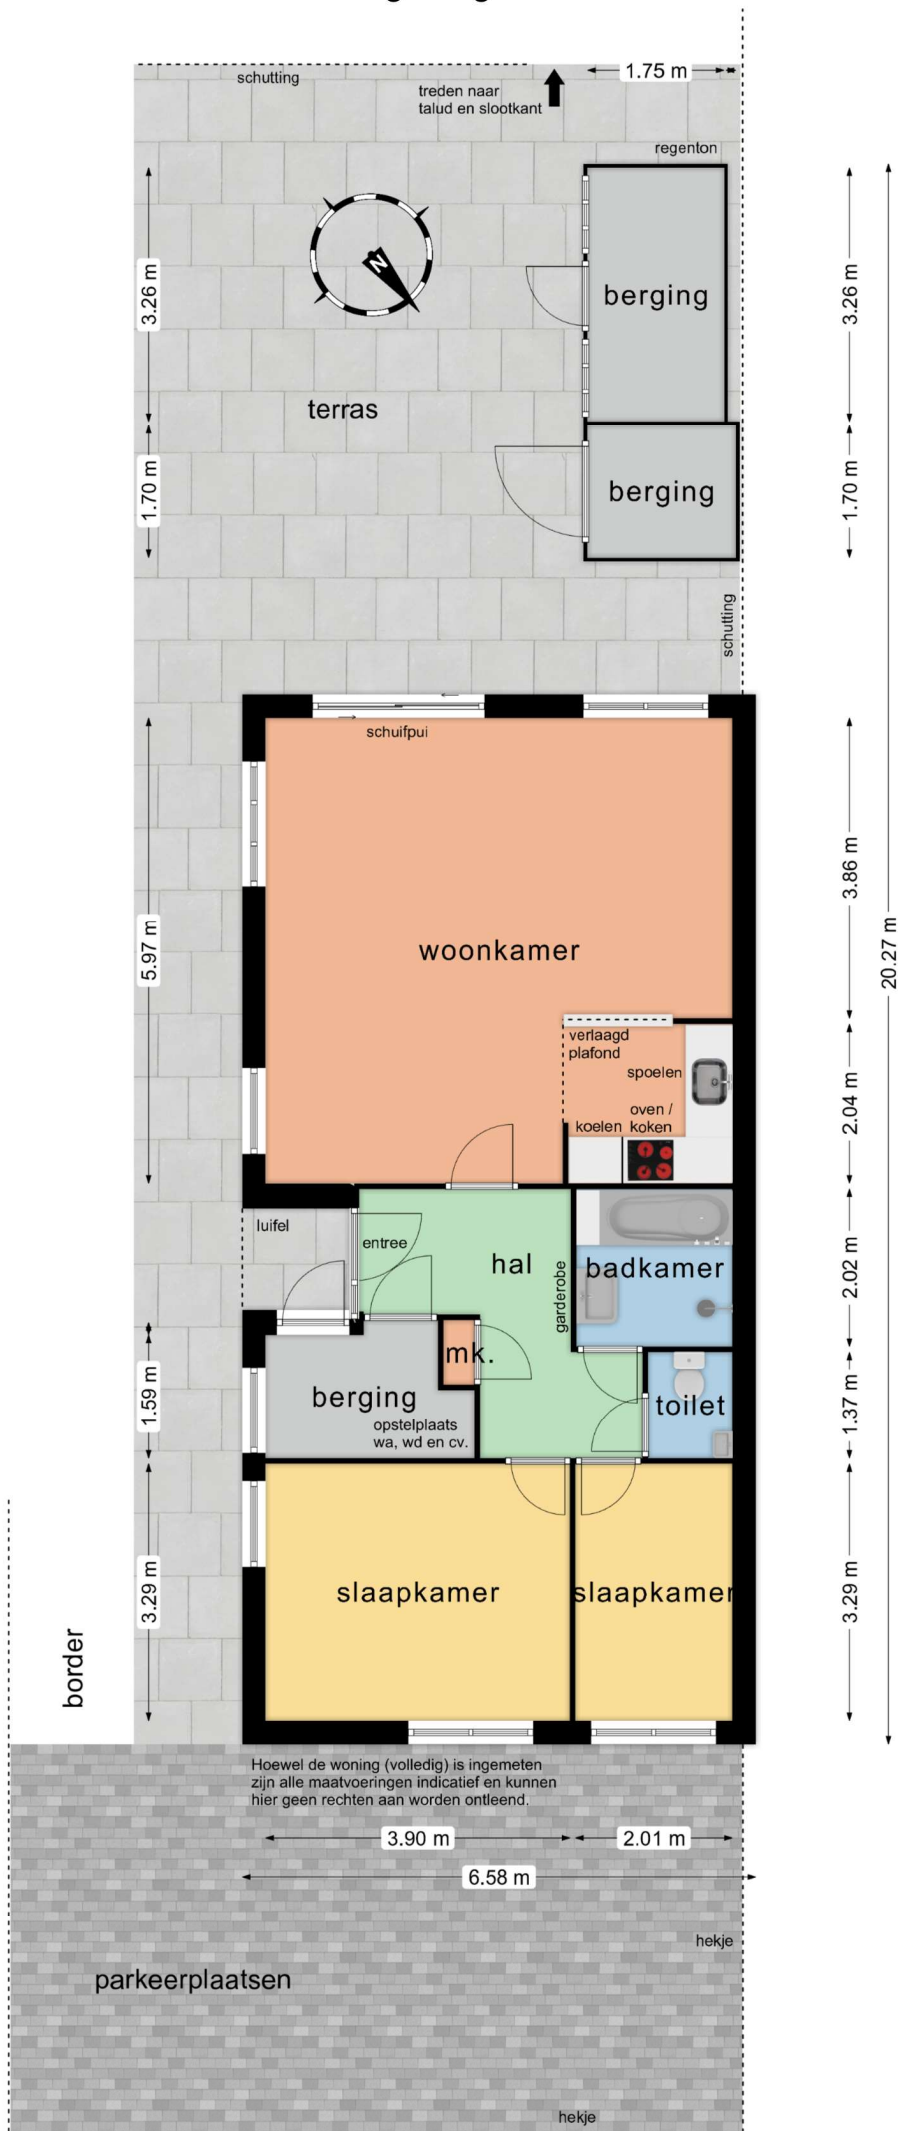 schutting
treden naar
talud en slootkant
1.75 m
regenton
N
3.26 m
berging
3.26 m
terras
1.70 m
berging
1.70 m
schutting
schuifpui
3.86 m
5.97 m
woonkamer
20.27 m
verlaagd
plafond
spoelen
oven /
koelen koken
2.04 m
luifel
entree
hal
garderobe
badkamer
2.02 m
mk.
1.59 m
berging
opstelplaats
wa, wd en cv.
toilet
1.37 m
3.29 m
slaapkamer
slaapkamer
3.29 m
border
Hoewel de woning (volledig) is ingemeten
zijn alle maatvoeringen indicatief en kunnen
hier geen rechten aan worden ontleend.
3.90 m
2.01 m
6.58 m
hekje
parkeerplaatsen
hekje